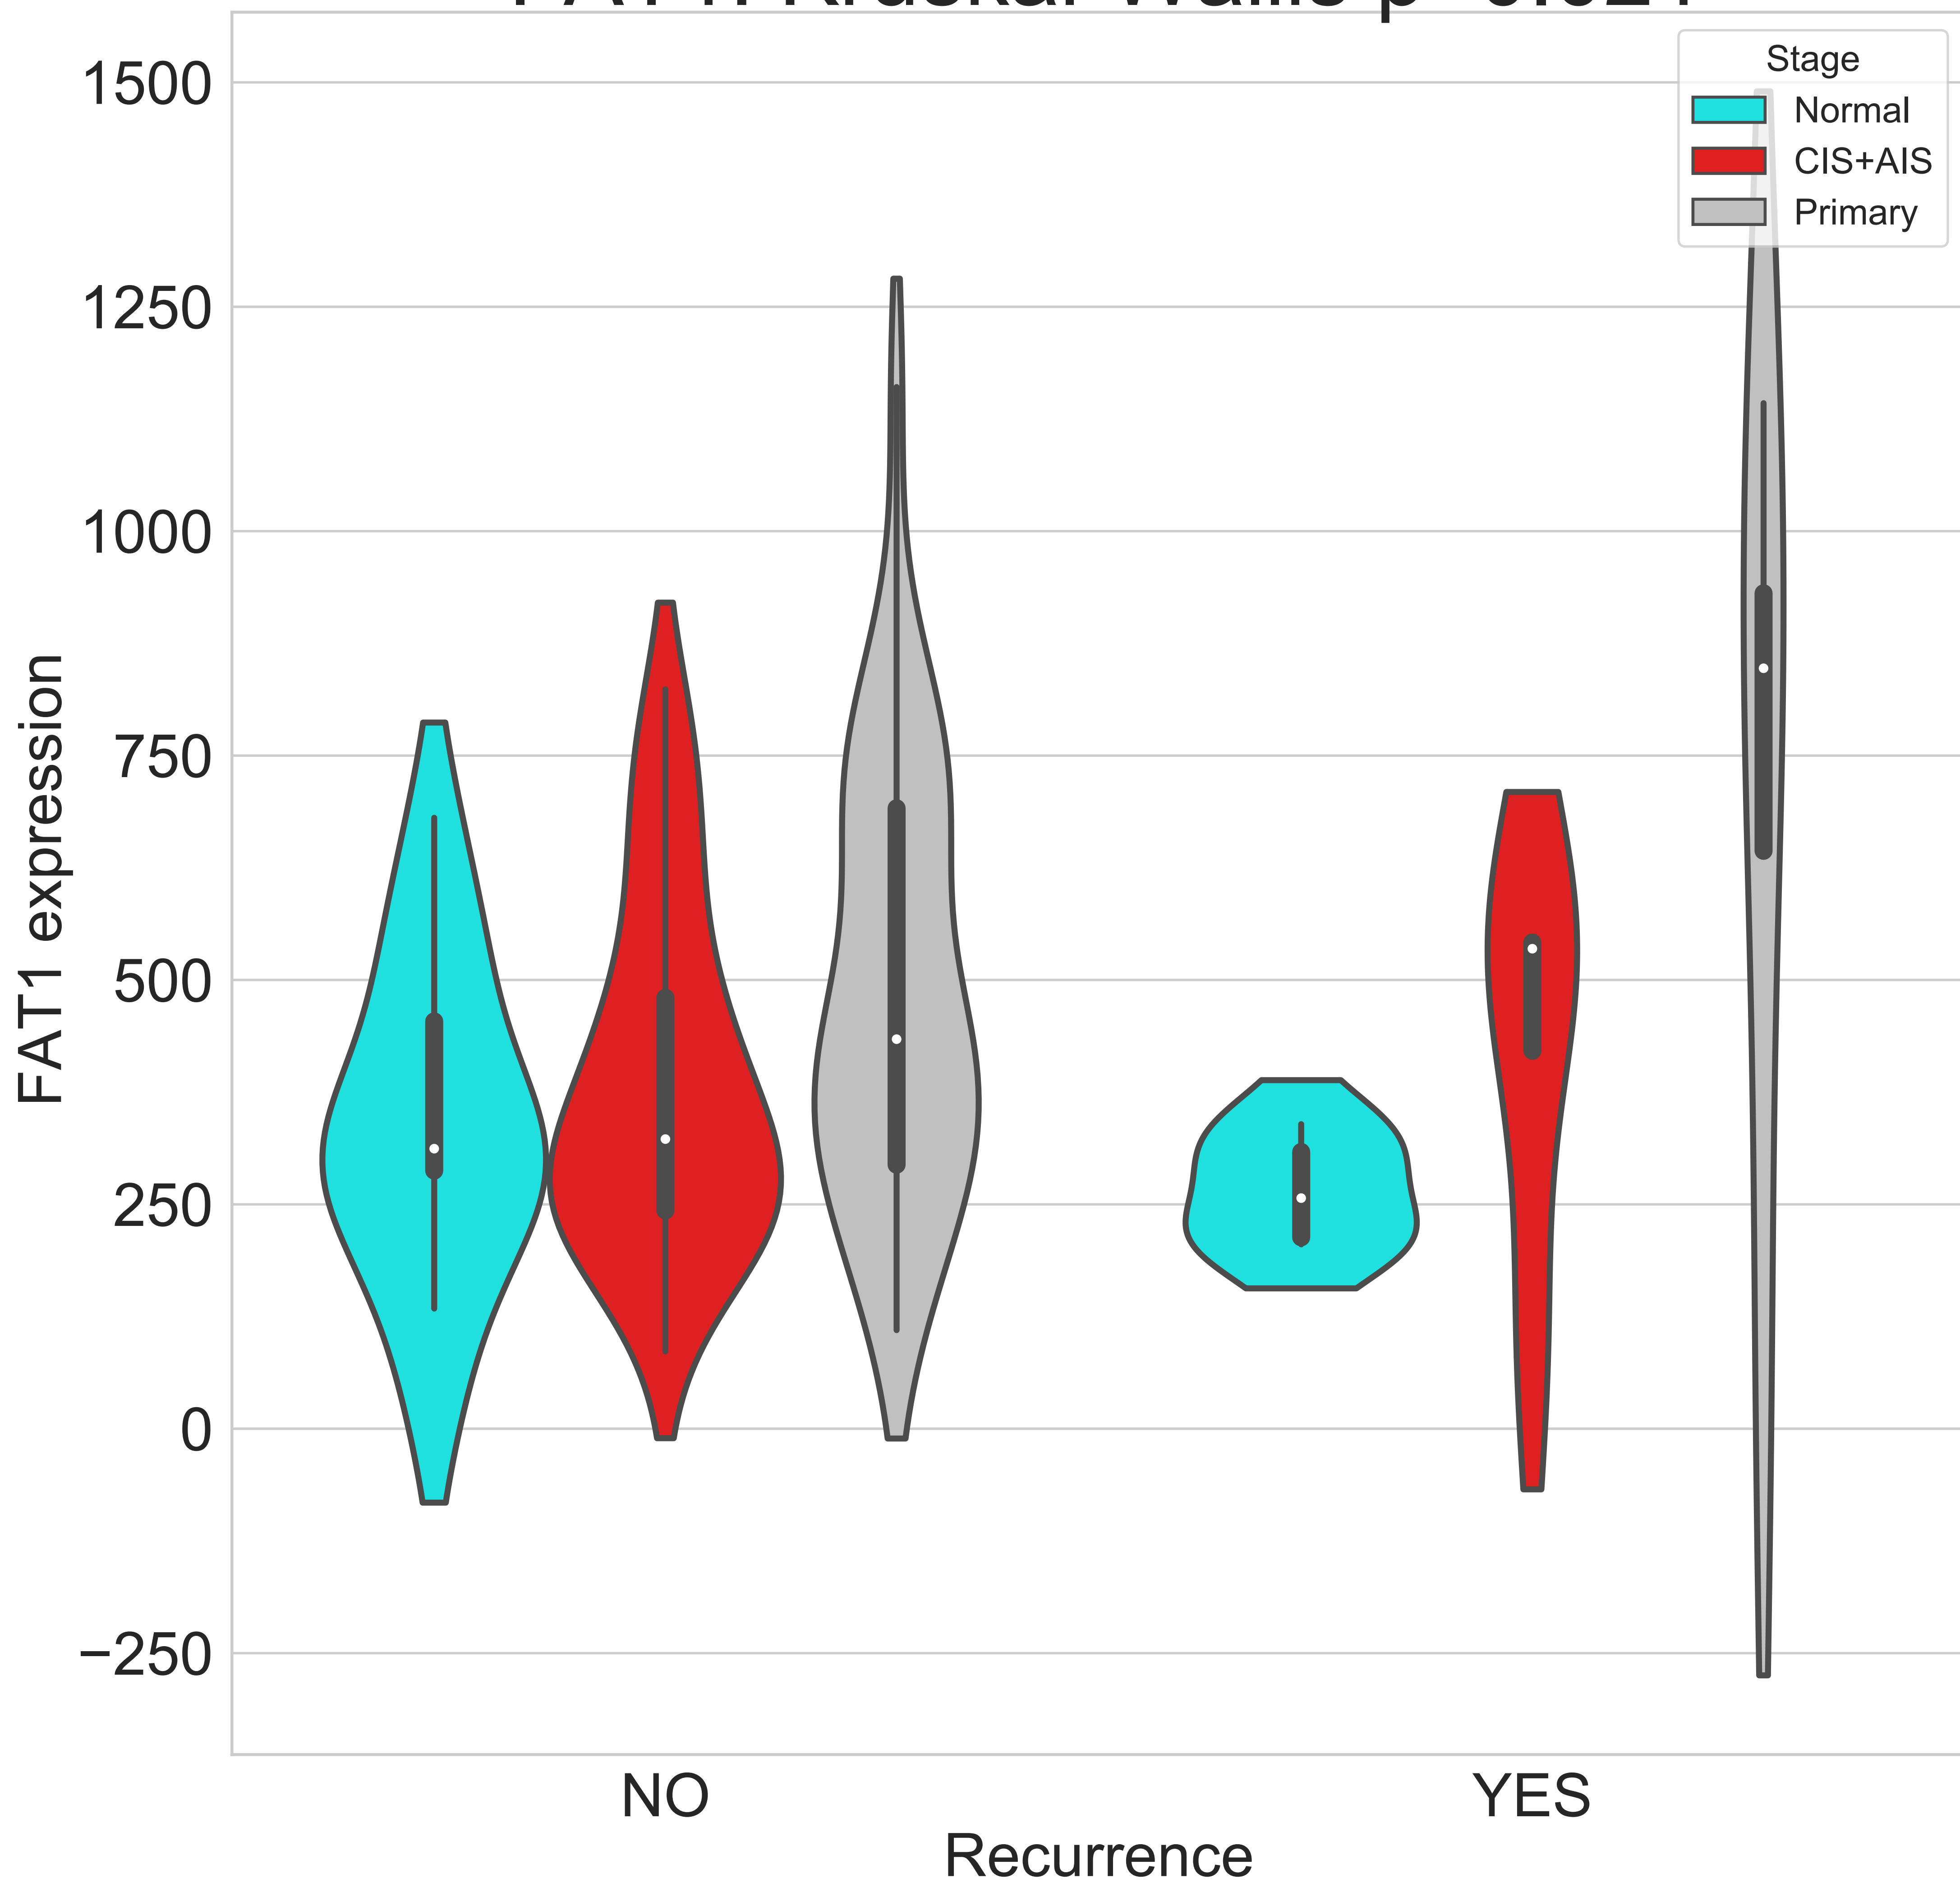 1500
1250
1000
750
500
250
0
−250
FAT1 expression
Stage
Normal
CIS+AIS
Primary
NO
YES
Recurrence